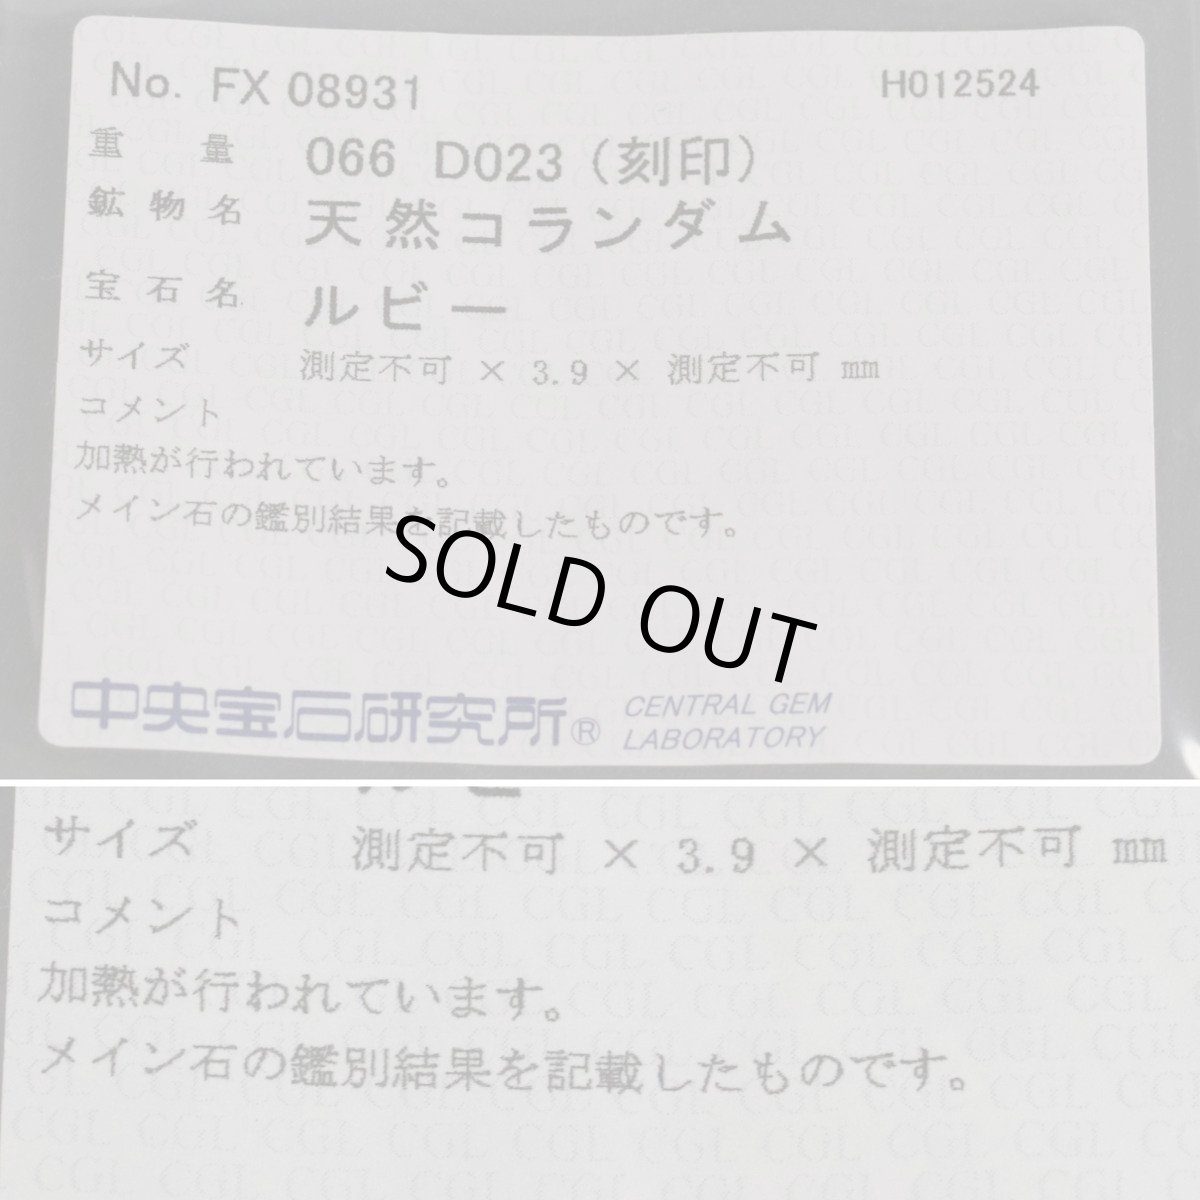 No. FX 08931 H012524
重量 066 D023 (刻印)
鉱物名 天然コランダム
宝石名 ルビー
サイズ 測定不可 × 3.9 × 測定不可 mm
コメント
加熱が行われています。
メイン石の鑑別結果を記載したものです。
SOLD OUT
中央宝石研究所® CENTRAL GEM
LABORATORY
ルビー
サイズ 測定不可 × 3.9 × 測定不可 mm
コメント
加熱が行われています。
メイン石の鑑別結果を記載したものです。